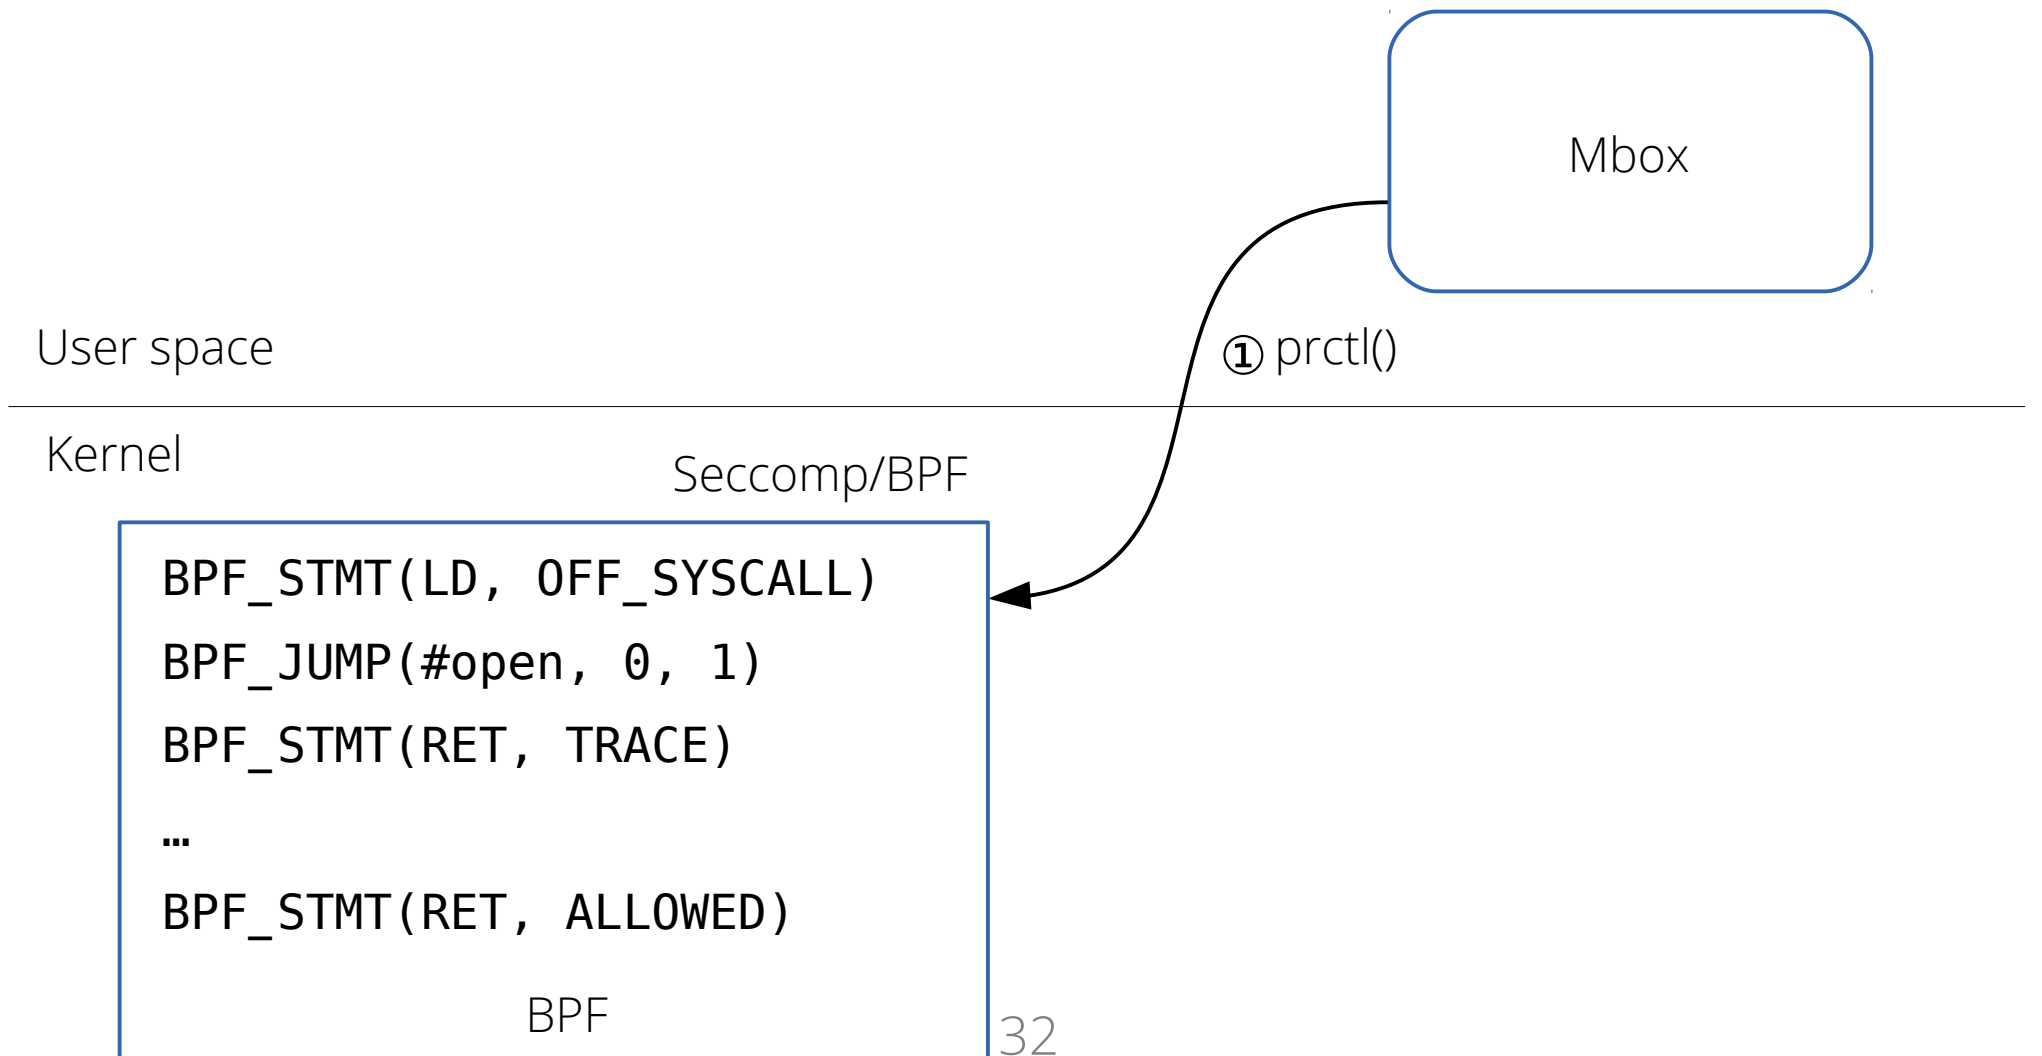 Mbox
User space
① prctl()
Kernel
Seccomp/BPF
BPF_STMT(LD, OFF_SYSCALL)
BPF_JUMP(#open, 0, 1)
BPF_STMT(RET, TRACE)
…
BPF_STMT(RET, ALLOWED)
BPF
32